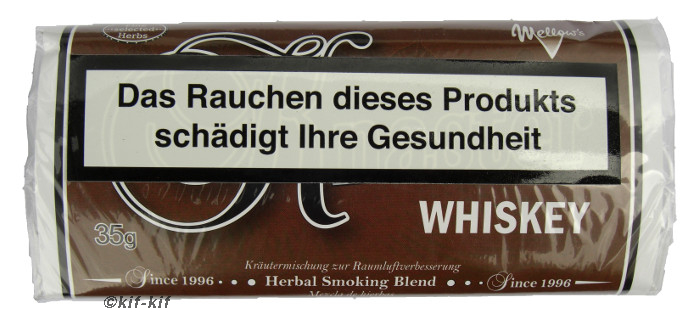 selected
Herbs
Mellow's
Das Rauchen dieses Produkts
schädigt Ihre Gesundheit
WHISKEY
35g
Kräutermischung zur Raumluftverbesserung
Since 1996 • • • Herbal Smoking Blend • • • Since 1996
©kif-kif